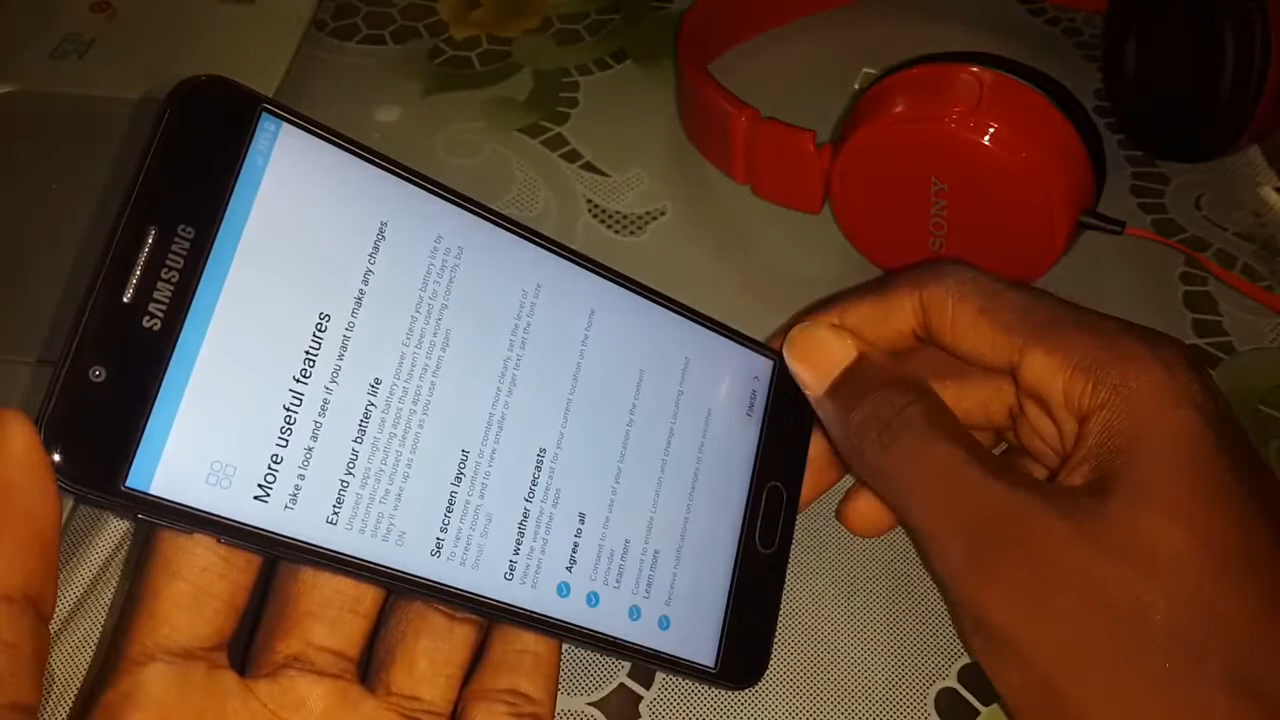 SAMSUNG
More useful features
Take a look and see if you want to make any changes.
Extend your battery life
Unused apps might use battery power. Extend your battery life by
automatically putting apps that haven't been used for 3 days to
sleep. The unused sleeping apps may stop working correctly, but
they'll wake up as soon as you use them again.
ON
Set screen layout
To view more content or content more clearly, set the level of
screen zoom, and to view smaller or larger text, set the font size
Small, Small
Get weather forecasts
View the weather forecast for your current location on the home
screen and other apps
Agree to all
Consent to the use of your location by the content
provider
Learn more
Consent to enable Location and change Locating method
Learn more
Receive notifications on changes to the weather
FINISH >
SONY